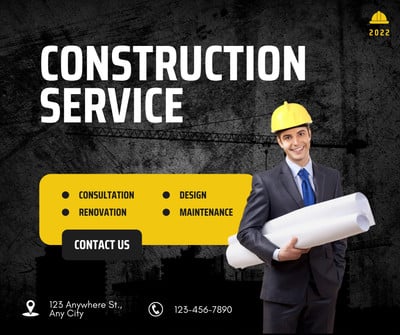 2022
CONSTRUCTION
SERVICE
CONSULTATION
DESIGN
RENOVATION
MAINTENANCE
CONTACT US
123 Anywhere St.,
Any City
123-456-7890